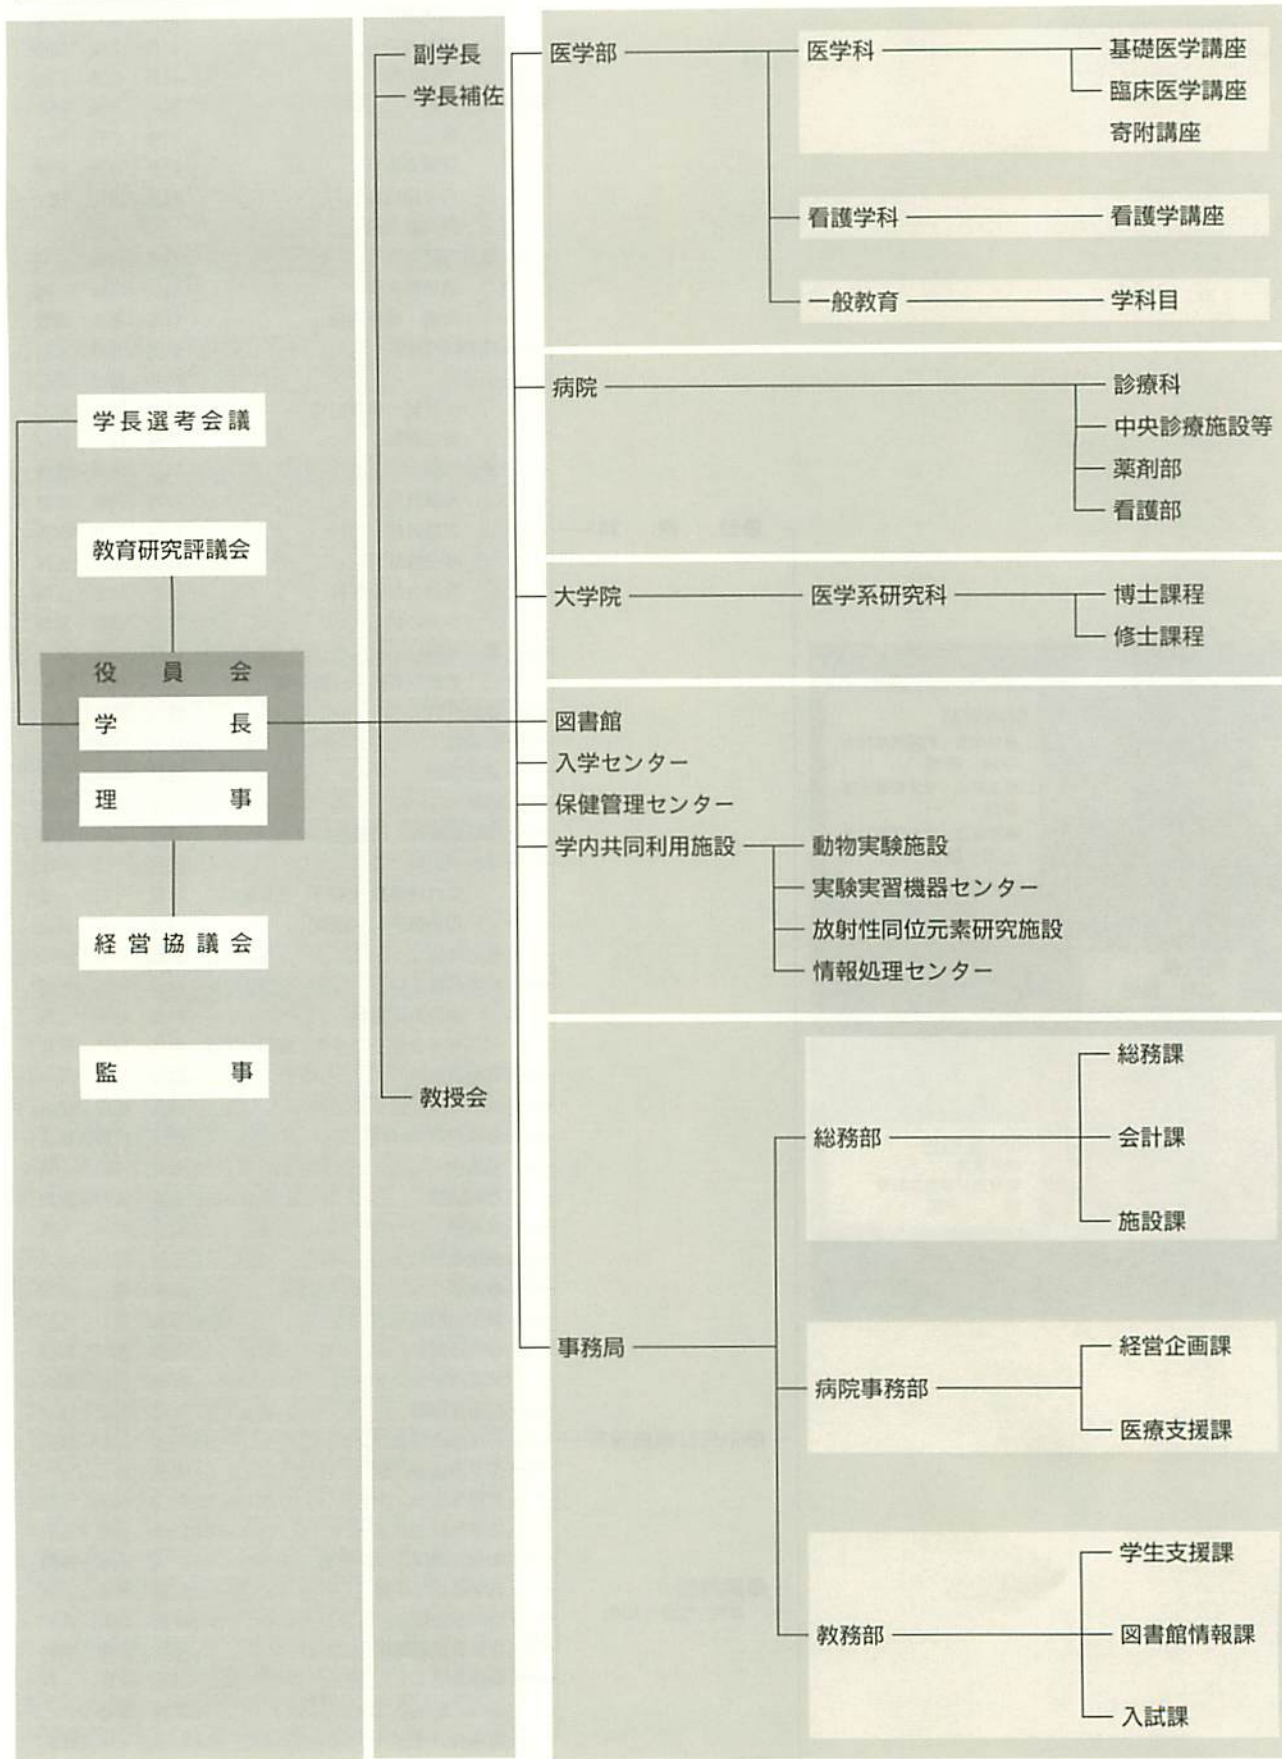 学長選考会議
教育研究評議会
役員会
学長
理事
経営協議会
監事
副学長
学長補佐
教授会
医学部
医学科
基礎医学講座
臨床医学講座
寄附講座
看護学科
看護学講座
一般教育
学科目
病院
診療科
中央診療施設等
薬剤部
看護部
大学院
医学系研究科
博士課程
修士課程
図書館
入学センター
保健管理センター
学内共同利用施設
動物実験施設
実験実習機器センター
放射性同位元素研究施設
情報処理センター
事務局
総務部
総務課
会計課
施設課
病院事務部
経営企画課
医療支援課
教務部
学生支援課
図書館情報課
入試課